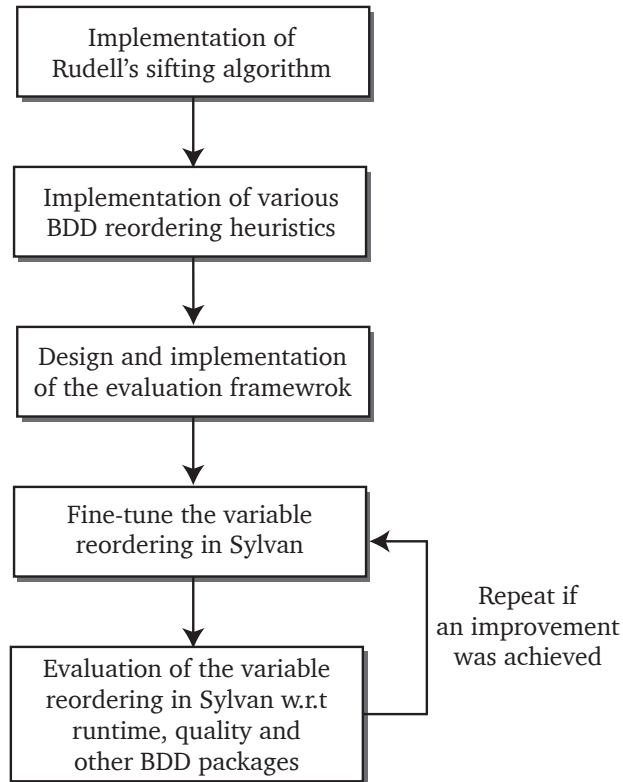 Implementation of
Rudell’s sifting algorithm
Implementation of various
BDD reordering heuristics
Design and implementation
of the evaluation framewrok
Fine-tune the variable
reordering in Sylvan
Repeat if
an improvement
was achieved
Evaluation of the variable
reordering in Sylvan w.r.t
runtime, quality and
other BDD packages